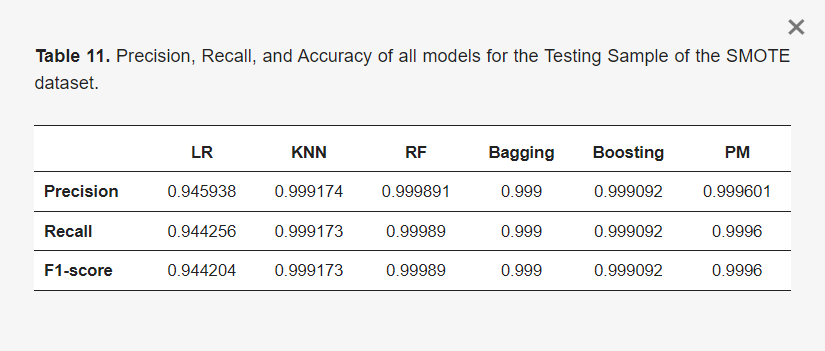 Table 11. Precision, Recall, and Accuracy of all models for the Testing Sample of the SMOTE
dataset.
LR KNN RF Bagging Boosting PM
Precision 0.945938 0.999174 0.999891 0.999 0.999092 0.999601
Recall 0.944256 0.999173 0.99989 0.999 0.999092 0.9996
F1-score 0.944204 0.999173 0.99989 0.999 0.999092 0.9996